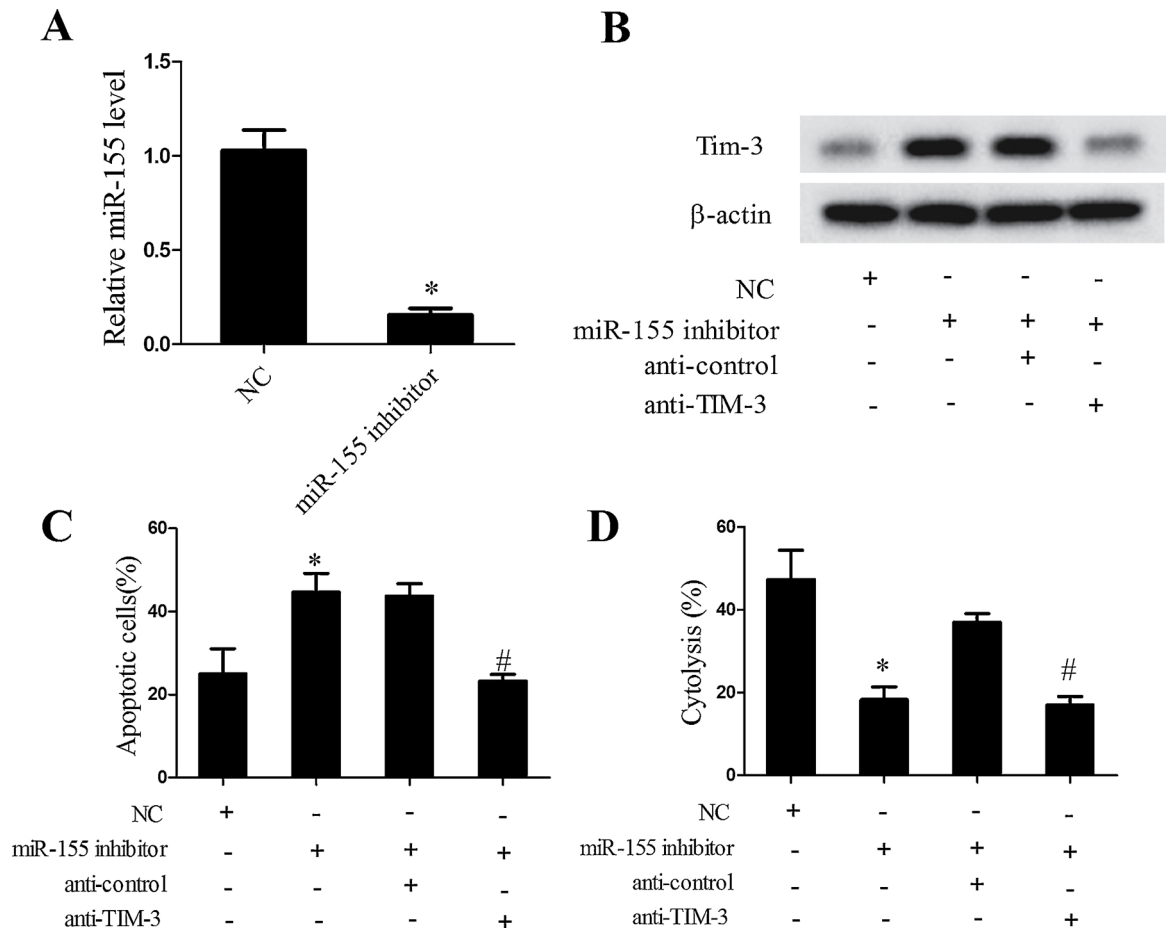 A
Relative miR-155 level
1.5
1.0
0.5
0.0
*
NC
miR-155 inhibitor
B
Tim-3
β-actin
NC + - - -
miR-155 inhibitor - + + +
anti-control - - + -
anti-TIM-3 - - - +
C
Apoptotic cells(%)
60
40
20
0
*
#
NC + - - -
miR-155 inhibitor - + + +
anti-control - - + -
anti-TIM-3 - - - +
D
Cytolysis (%)
60
40
20
0
*
#
NC + - - -
miR-155 inhibitor - + + +
anti-control - - + -
anti-TIM-3 - - - +